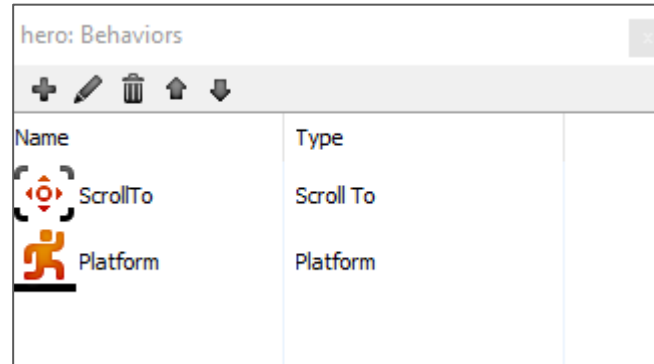 hero: Behaviors
Name Type
ScrollTo Scroll To
Platform Platform